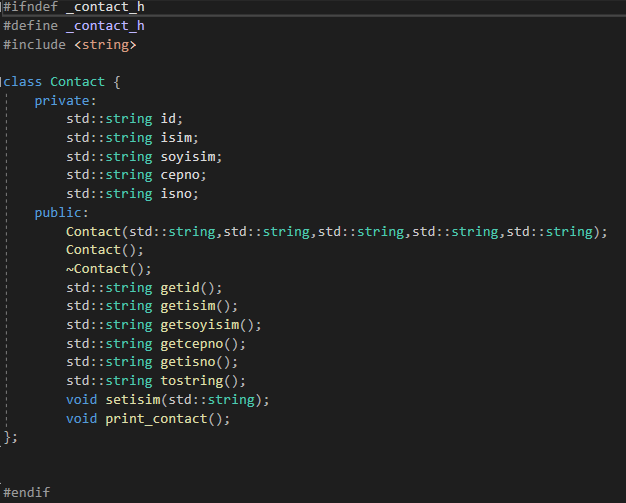 #ifndef _contact_h
#define _contact_h
#include <string>
class Contact {
private:
std::string id;
std::string isim;
std::string soyisim;
std::string cepno;
std::string isno;
public:
Contact(std::string,std::string,std::string,std::string,std::string);
Contact();
~Contact();
std::string getid();
std::string getisim();
std::string getsoyisim();
std::string getcepno();
std::string getisno();
std::string tostring();
void setisim(std::string);
void print_contact();
};
#endif